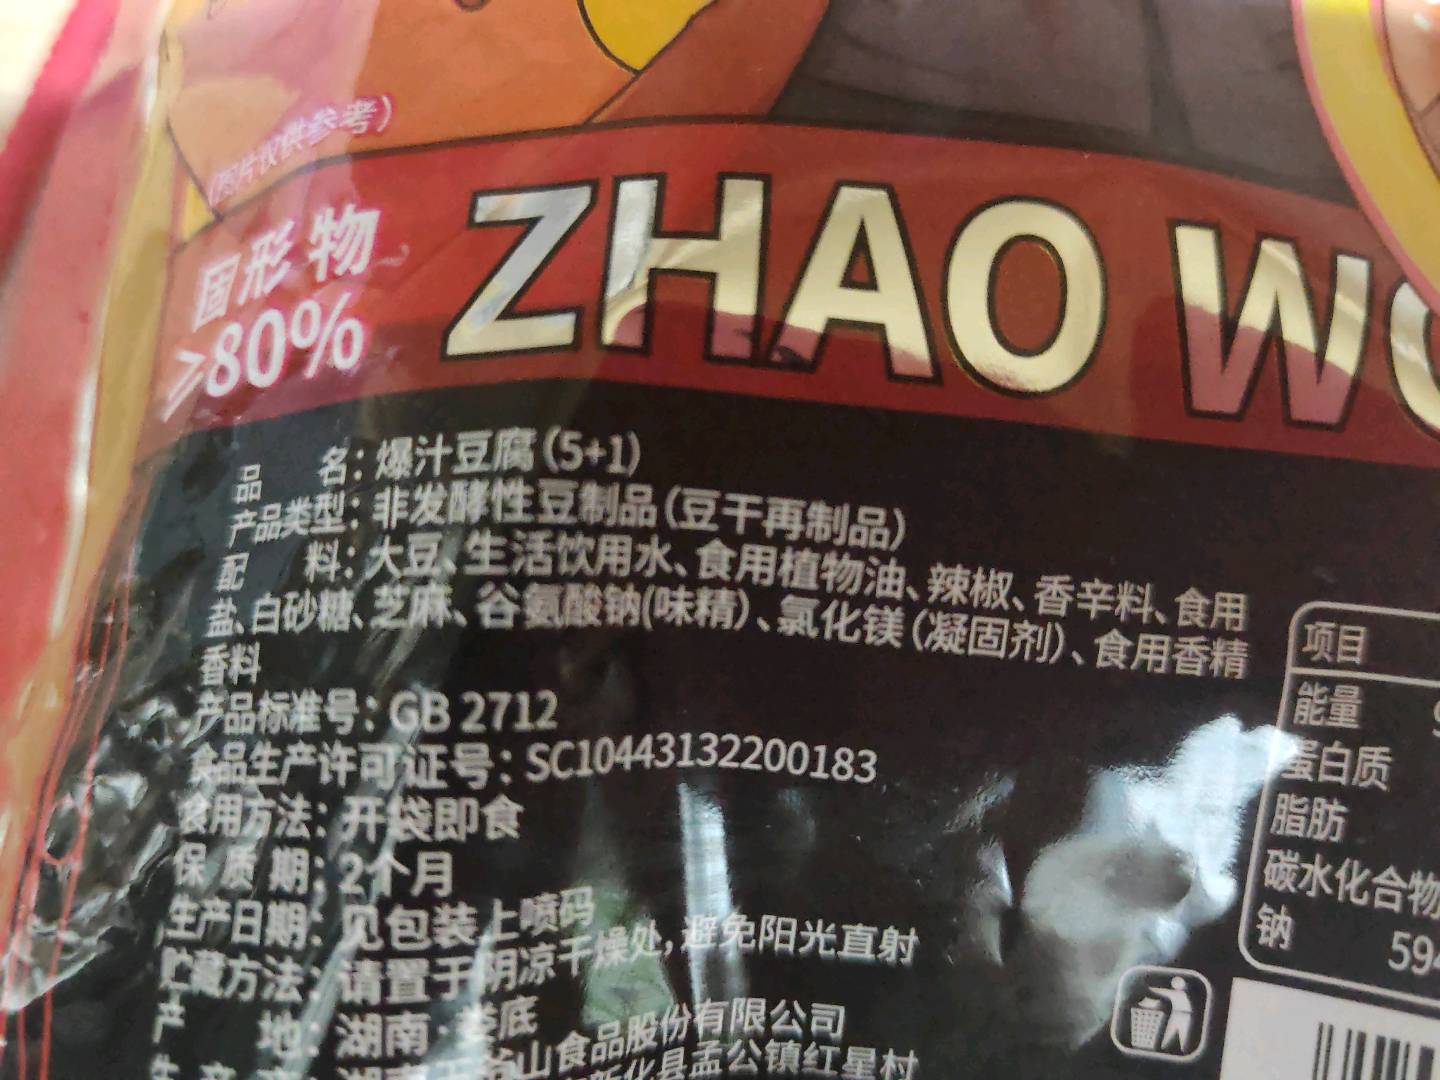 (图片仅供参考)
固形物
≥80%
ZHAO W
品 名：爆汁豆腐(5+1)
产品类型：非发酵性豆制品(豆干再制品)
配 料：大豆、生活饮用水、食用植物油、辣椒、香辛料、食用
盐、白砂糖、芝麻、谷氨酸钠(味精)、氯化镁(凝固剂)、食用香精
香料
产品标准号：GB 2712
食品生产许可证号：SC10443132200183
食用方法：开袋即食
保 质 期：2个月
生产日期：见包装上喷码
贮藏方法：请置于阴凉干燥处，避免阳光直射
产 地：湖南·娄底
山食品股份有限公司
新化县孟公镇红星村
项目
能量
蛋白质
脂肪
碳水化合物
钠 594